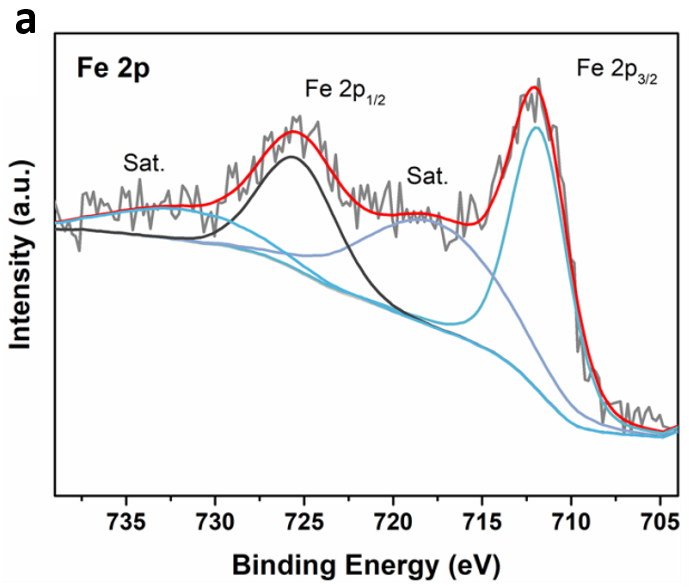 a
Fe 2p
Fe 2p3/2
Fe 2p1/2
Sat.
Sat.
Intensity (a.u.)
735 730 725 720 715 710 705
Binding Energy (eV)